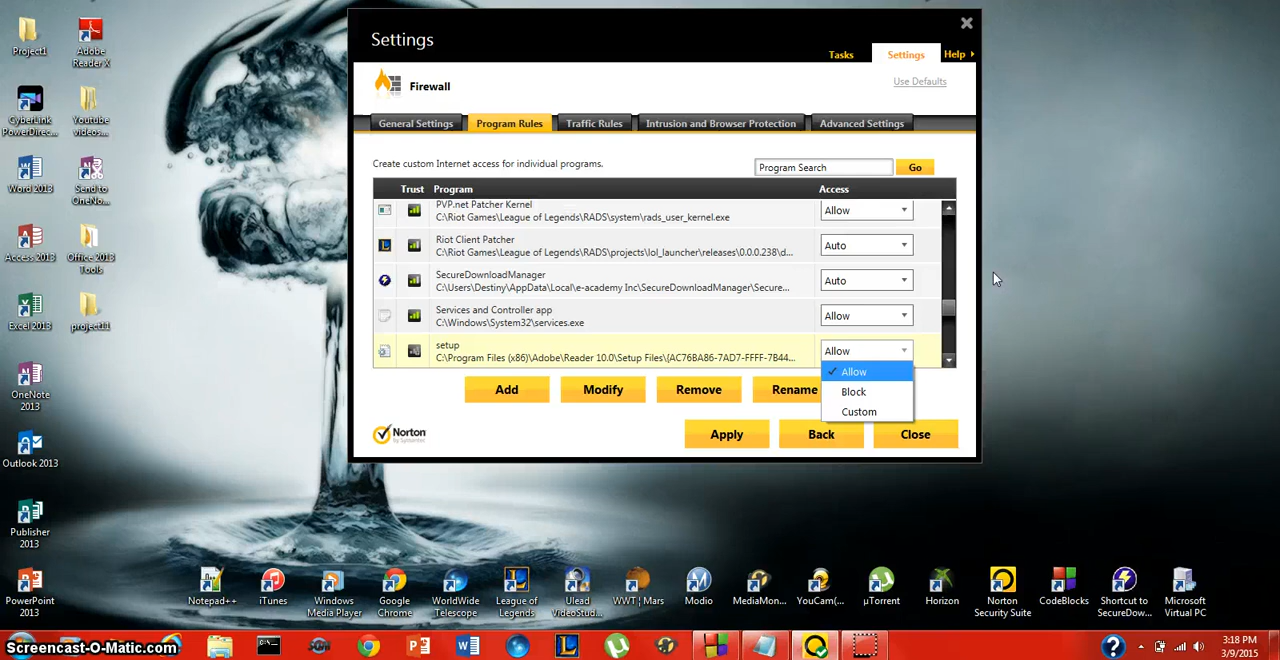 Settings
Tasks
Settings
Help
Firewall
Use Defaults
General Settings
Program Rules
Traffic Rules
Intrusion and Browser Protection
Advanced Settings
Create custom Internet access for individual programs.
Program Search
Go
Trust
Program
Access
PVP.net Patcher Kernel
C:\Riot Games\League of Legends\RADS\system\rads_user_kernel.exe
Allow
Riot Client Patcher
C:\Riot Games\League of Legends\RADS\projects\lol_launcher\releases\0.0.0.238\d...
Auto
SecureDownloadManager
C:\Users\Destiny\AppData\Local\e-academy Inc\SecureDownloadManager\Secure...
Auto
Services and Controller app
C:\Windows\System32\services.exe
Allow
setup
C:\Program Files (x86)\Adobe\Reader 10.0\Setup Files\{AC76BA86-7AD7-FFFF-7B44...
Allow
Allow
Block
Custom
Add
Modify
Remove
Rename
Norton
by Symantec
Apply
Back
Close
Project1
Adobe
Reader X
CyberLink
PowerDirec...
Youtube
videos...
Word 2013
Send to
OneNo...
Access 2013
Office 2013
Tools
Excel 2013
project11
OneNote
2013
Outlook 2013
Publisher
2013
PowerPoint
2013
Notepad++
iTunes
Windows
Media Player
Google
Chrome
WorldWide
Telescope
League of
Legends
Ulead
VideoStud...
WWT | Mars
Modio
MediaMon...
YouCam(...
µTorrent
Horizon
Norton
Security Suite
CodeBlocks
Shortcut to
SecureDow...
Microsoft
Virtual PC
Screencast-O-Matic.com
3:18 PM
3/9/2015